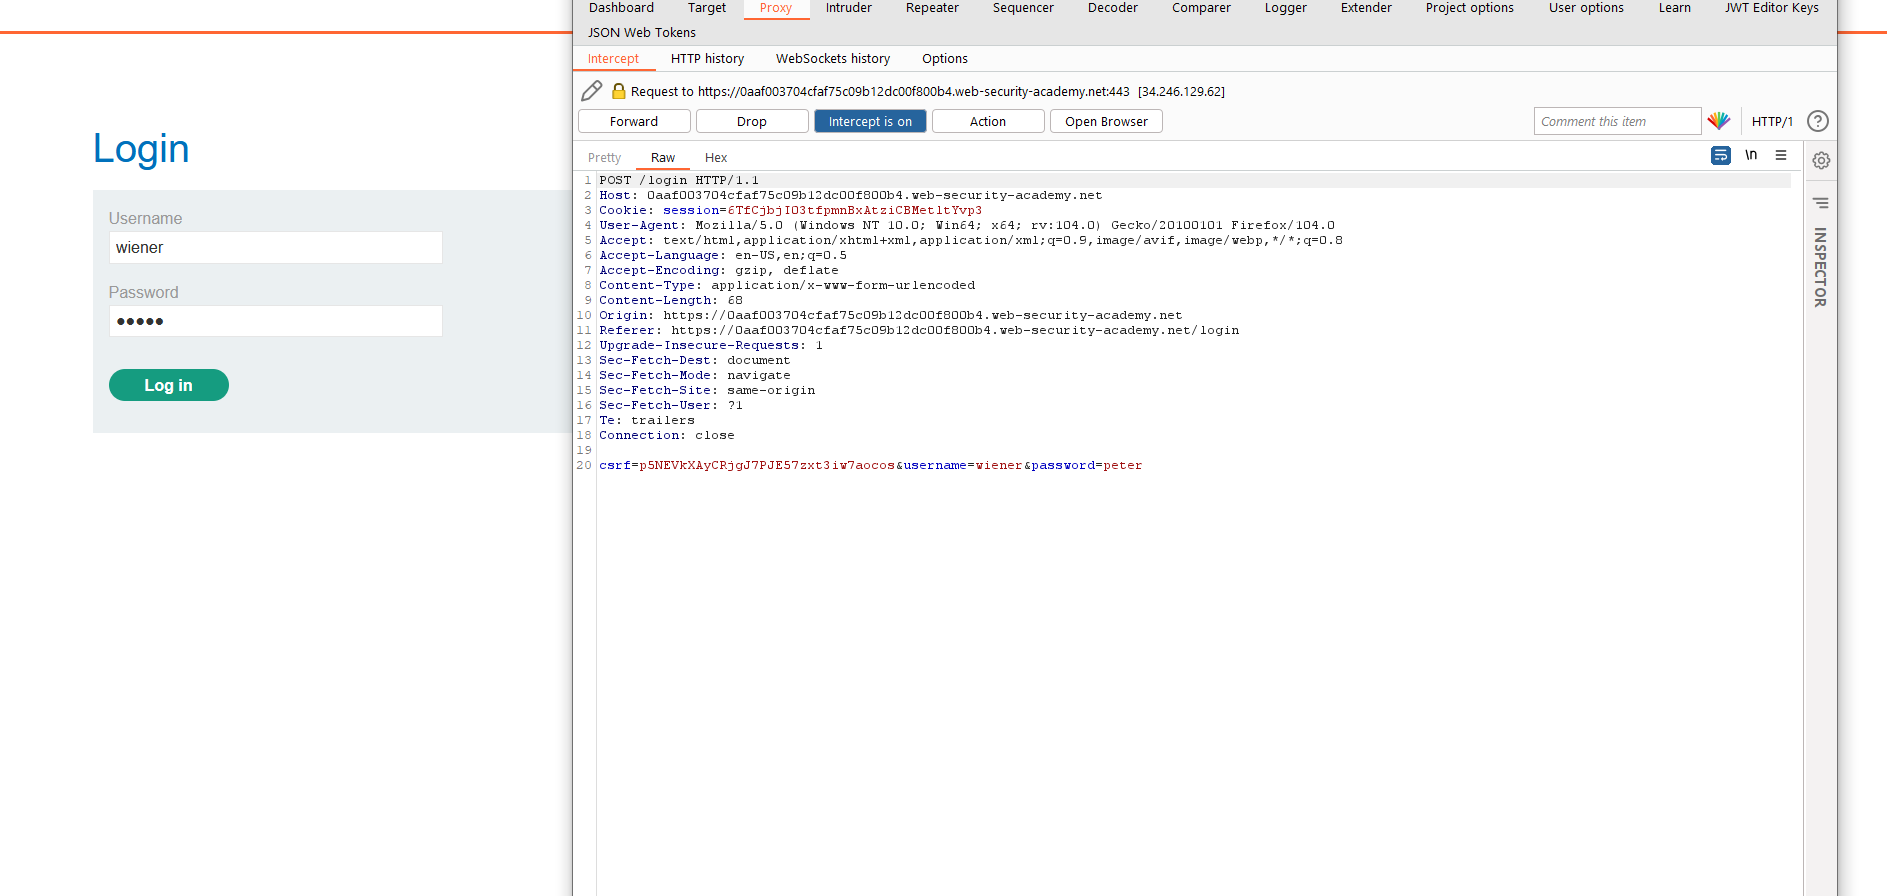 Login
Username
wiener
Password
●●●●●
Log in
Dashboard Target Proxy Intruder Repeater Sequencer Decoder Comparer Logger Extender Project options User options Learn JWT Editor Keys
JSON Web Tokens
Intercept HTTP history WebSockets history Options
Request to https://0aaf003704cfaf75c09b12dc00f800b4.web-security-academy.net:443 [34.246.129.62]
Forward Drop Intercept is on Action Open Browser Comment this item HTTP/1 ?
Pretty Raw Hex \n
1 POST /login HTTP/1.1
2 Host: 0aaf003704cfaf75c09b12dc00f800b4.web-security-academy.net
3 Cookie: session=6TfCjbjI03tfpmnBxAtziCBMetltYvp3
4 User-Agent: Mozilla/5.0 (Windows NT 10.0; Win64; x64; rv:104.0) Gecko/20100101 Firefox/104.0
5 Accept: text/html,application/xhtml+xml,application/xml;q=0.9,image/avif,image/webp,*/*;q=0.8
6 Accept-Language: en-US,en;q=0.5
7 Accept-Encoding: gzip, deflate
8 Content-Type: application/x-www-form-urlencoded
9 Content-Length: 68
10 Origin: https://0aaf003704cfaf75c09b12dc00f800b4.web-security-academy.net
11 Referer: https://0aaf003704cfaf75c09b12dc00f800b4.web-security-academy.net/login
12 Upgrade-Insecure-Requests: 1
13 Sec-Fetch-Dest: document
14 Sec-Fetch-Mode: navigate
15 Sec-Fetch-Site: same-origin
16 Sec-Fetch-User: ?1
17 Te: trailers
18 Connection: close
19
20 csrf=p5NEVkXAyCRjgJ7PJE57zxt3iw7aocos&username=wiener&password=peter
INSPECTOR